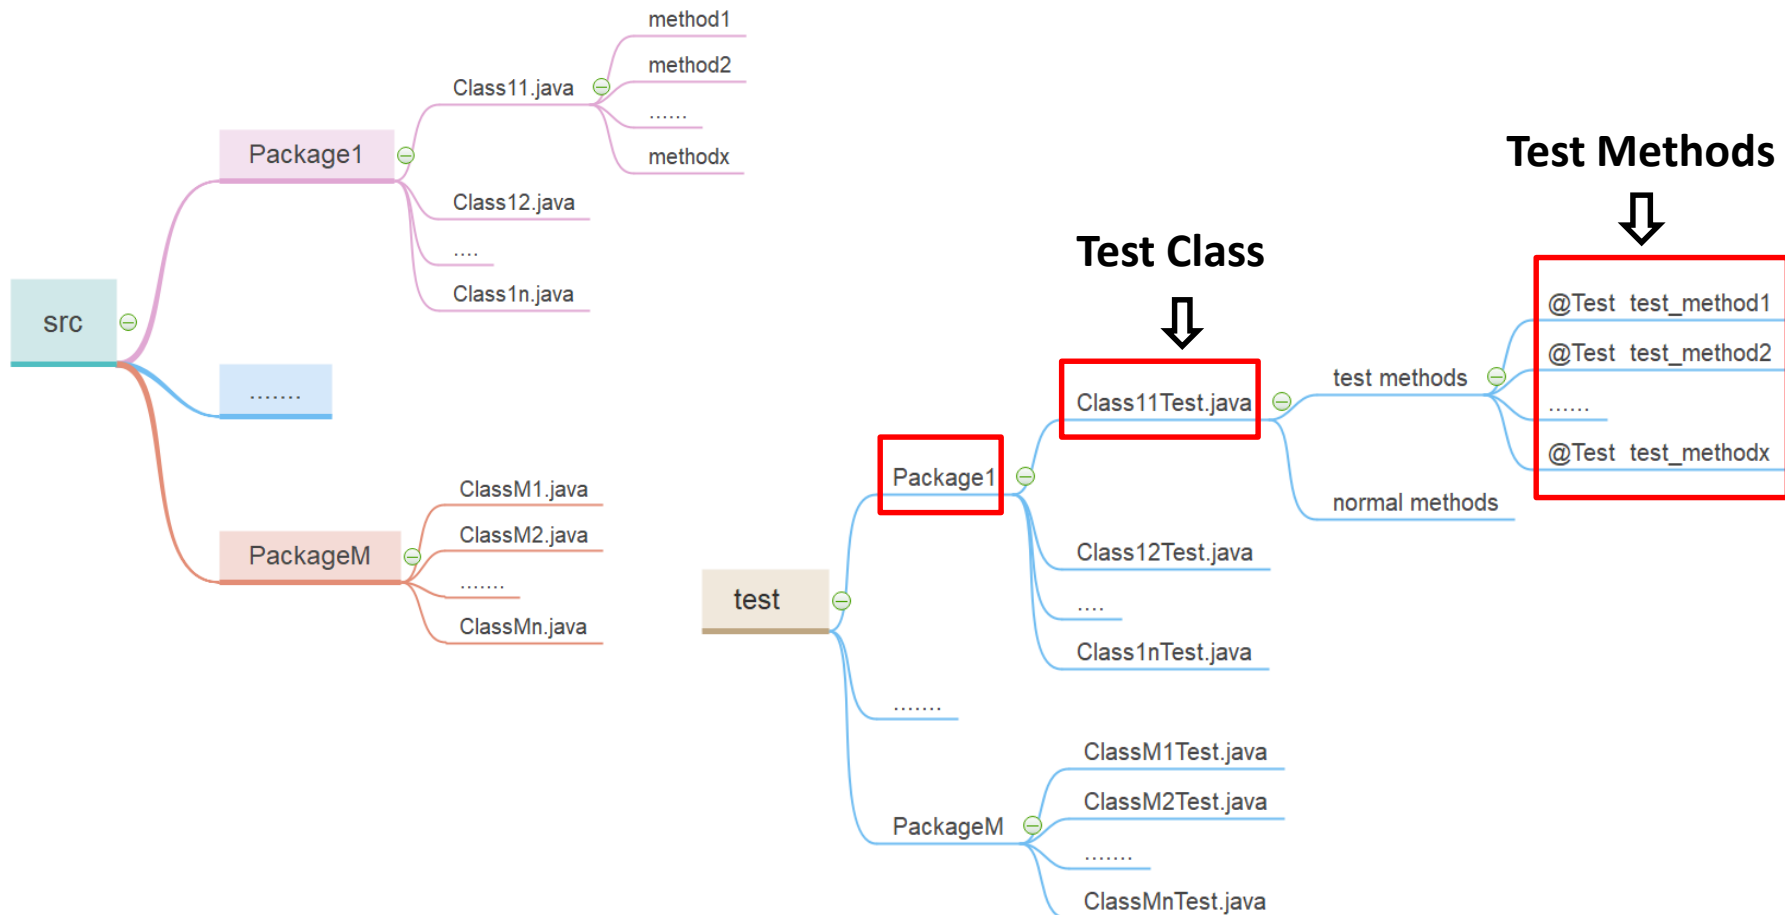 method1
method2
Class11.java
......
Package1
methodx
Class12.java
....
Class1n.java
src
.......
ClassM1.java
ClassM2.java
PackageM
.......
ClassMn.java
Test Methods
Test Class
@Test test_method1
@Test test_method2
test methods
Class11Test.java
......
@Test test_methodx
Package1
normal methods
Class12Test.java
test
....
Class1nTest.java
.......
ClassM1Test.java
ClassM2Test.java
PackageM
.......
ClassMnTest.java